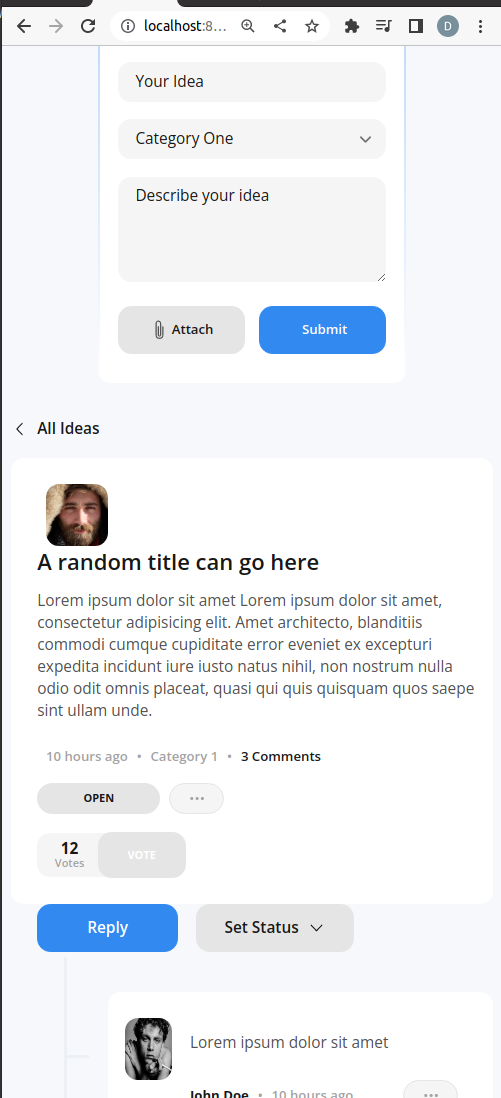 localhost:8...
D
Your Idea
Category One
Describe your idea
Attach
Submit
All Ideas
A random title can go here
Lorem ipsum dolor sit amet Lorem ipsum dolor sit amet,
consectetur adipisicing elit. Amet architecto, blanditiis
commodi cumque cupiditate error eveniet ex excepturi
expedita incidunt iure iusto natus nihil, non nostrum nulla
odio odit omnis placeat, quasi qui quis quisquam quos saepe
sint ullam unde.
10 hours ago • Category 1 • 3 Comments
OPEN
12
Votes
VOTE
Reply
Set Status
Lorem ipsum dolor sit amet
John Doe • 10 hours ago